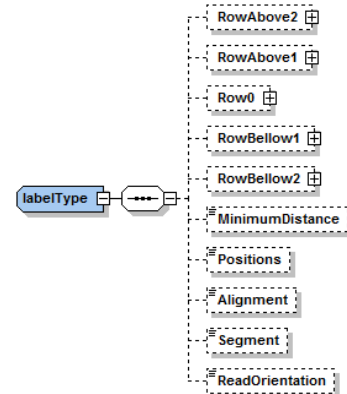 RowAbove2
RowAbove1
Row0
RowBellow1
RowBellow2
labelType
MinimumDistance
Positions
Alignment
Segment
ReadOrientation